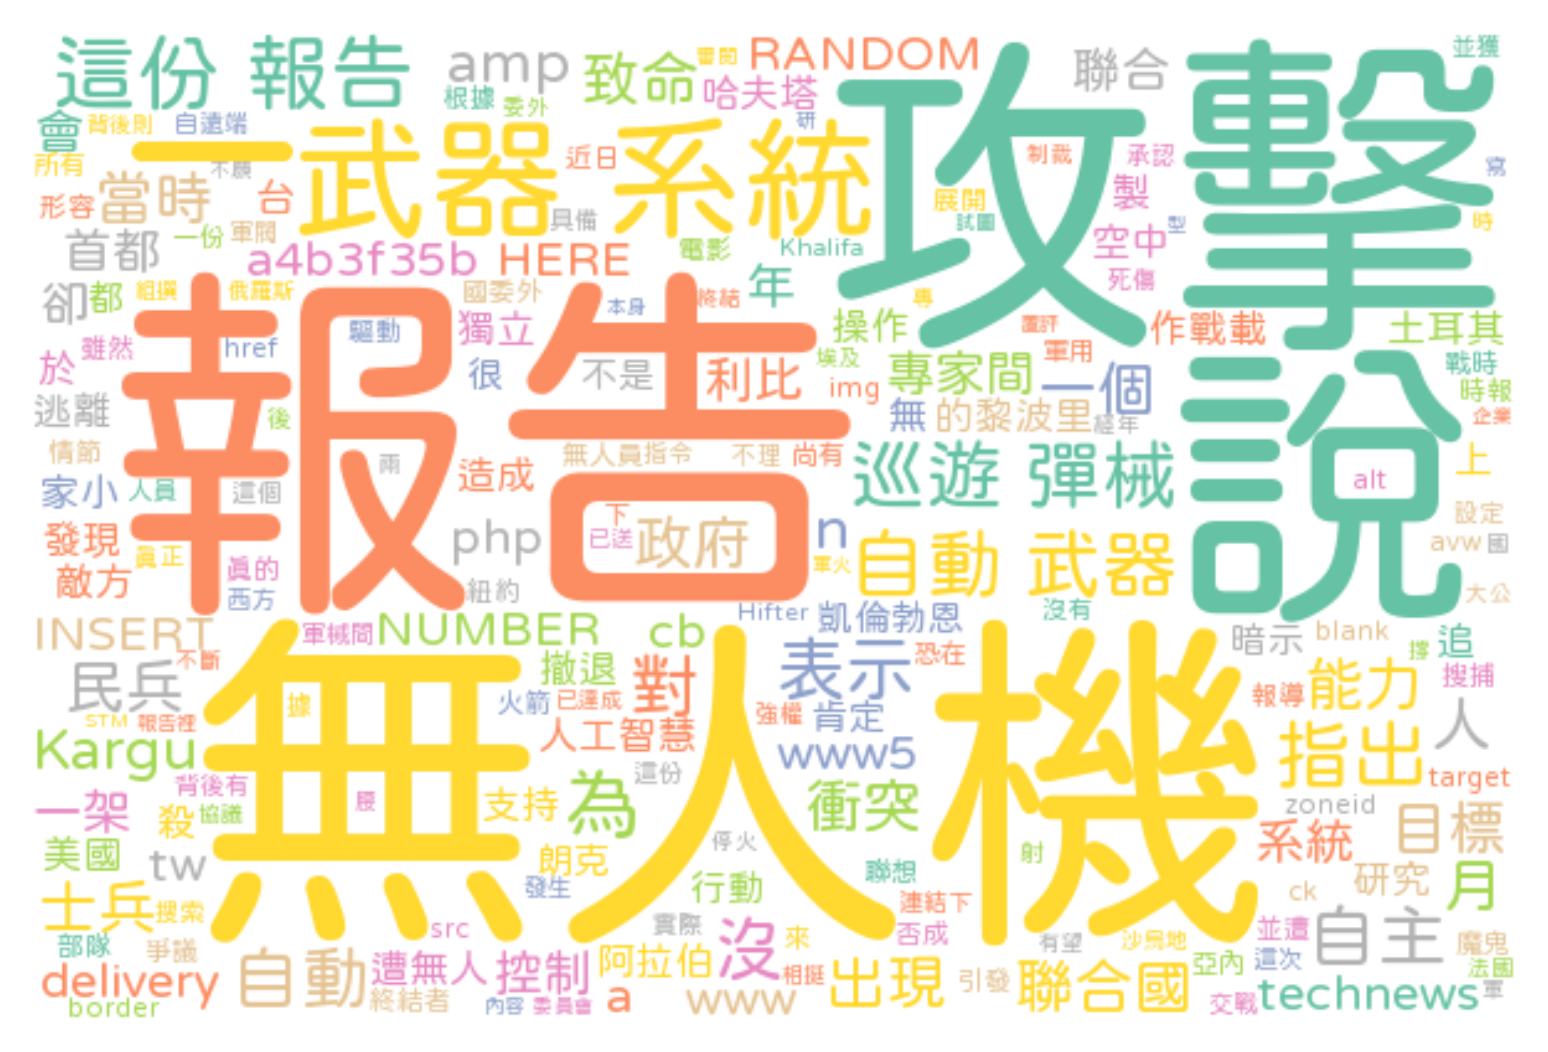 這份 報告
amp
致命
審閱
RANDOM
聯合
並獲
攻擊
根據
委外
哈夫塔
會
背後則
自遠端
研
一武器 系統
近日
制裁
承認
寫
所有
不願
形容
當時
台
具備
展開
試圖
製
型
時
首都
一份
軍閥
a4b3f35b
HERE
電影
Khalifa
空中
死傷
卻
都
組撰
俄羅斯
國委外
本身
終結
年
專
報告
於
雖然
href
驅動
獨立
操作
覆評
作戰載
土耳其
很
不是
利比
埃及
img
專家間
軍用
一個
說
戰時
時報
逃離
後
無
的黎波里
經年
企業
情節
雨
無人員指令
不理
尚有
巡遊 彈械
上
家小
人員
這個
造成
alt
發現
php
下
已送
政府
n
自動 武器
設定
真正
真的
軍火
avw
國
敵方
西方
紐約
大公
Hifter
凱倫勃恩
沒有
INSERT
軍械間
NUMBER
cb
表示
恐在
暗示
blank
撐
追
民兵
不斷
無人機
撤退
對
搜捕
據
火箭
已達成
強權
肯定
報導
能力
STM
報告裡
Kargu
人工智慧
www5
指出
人
背後有
這份
target
一架
腰
支持
為
衝突
zoneid
殺
協議
目標
美國
tw
朗克
停火
射
系統
發生
行動
聯想
ck
研究
月
士兵
搜索
連結下
src
實際
沒
來
否成
有望
沙烏地
並遭
自主
魔鬼
部隊
爭議
delivery
自動
遭無人
控制
阿拉伯
相挺
出現
引發
聯合國
亞內
這次
法國
border
終結者
內容
委員會
a
www
交戰
technews
軍